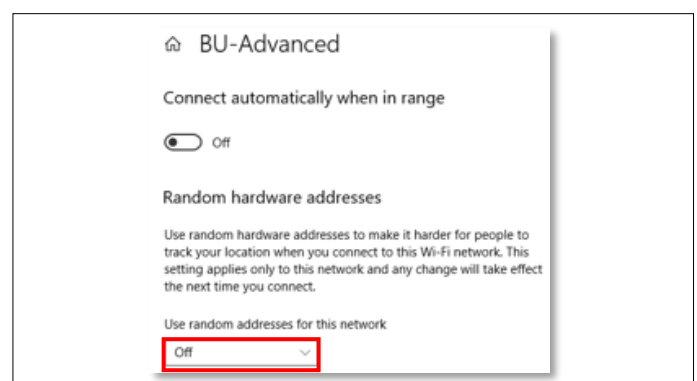 BU-Advanced
Connect automatically when in range
Off
Random hardware addresses
Use random hardware addresses to make it harder for people to
track your location when you connect to this Wi-Fi network. This
setting applies only to this network and any change will take effect
the next time you connect.
Use random addresses for this network
Off